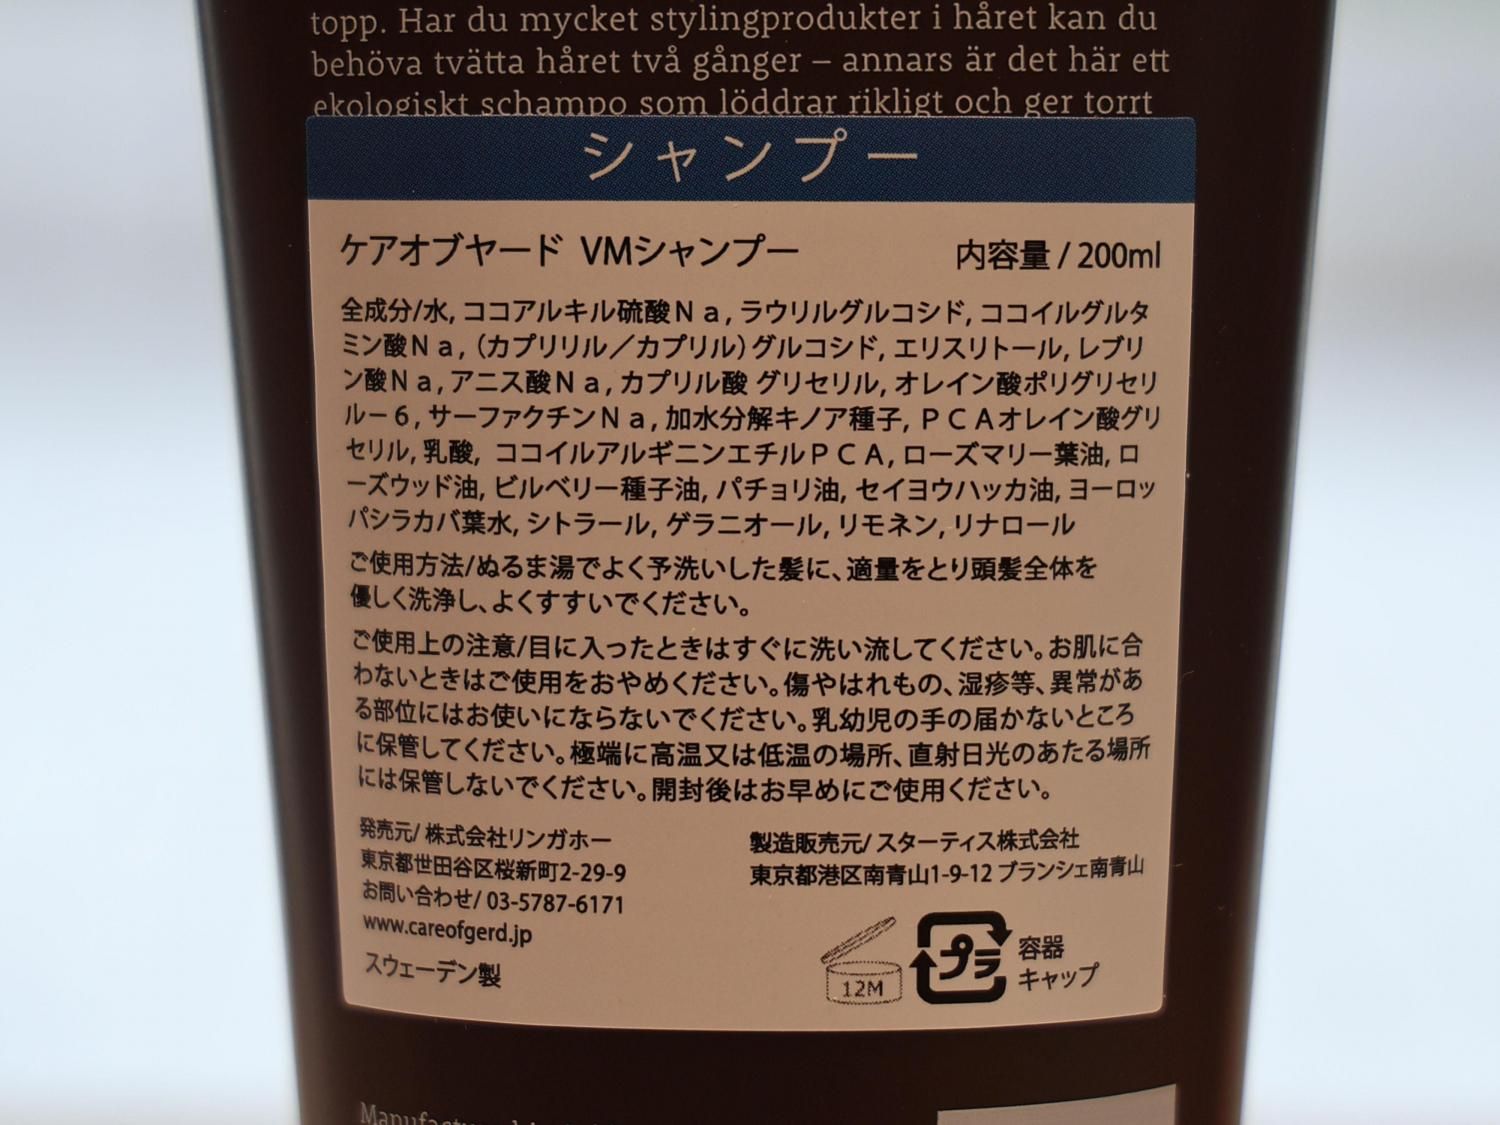 topp. Har du mycket stylingprodukter i håret kan du
behöva tvätta håret två gånger – annars är det här ett
ekologiskt schampo som löddrar rikligt och ger torrt
シャンプー
ケアオブヤード VMシャンプー
内容量 / 200ml
全成分/水, ココアルキル硫酸Ｎａ, ラウリルグルコシド, ココイルグルタ
ミン酸Ｎａ, （カプリリル／カプリル）グルコシド, エリスリトール, レブリ
ン酸Ｎａ, アニス酸Ｎａ, カプリル酸 グリセリル, オレイン酸ポリグリセリ
ル－６, サーファクチンＮａ, 加水分解キノア種子, ＰＣＡオレイン酸グリ
セリル, 乳酸, ココイルアルギニンエチルＰＣＡ, ローズマリー葉油, ロ
ーズウッド油, ビルベリー種子油, パチョリ油, セイヨウハッカ油, ヨーロッ
パシラカバ葉水, シトラール, ゲラニオール, リモネン, リナロール
ご使用方法/ぬるま湯でよく予洗いした髪に、適量をとり頭髪全体を
優しく洗浄し、よくすすいでください。
ご使用上の注意/目に入ったときはすぐに洗い流してください。お肌に合
わないときはご使用をおやめください。傷やはれもの、湿疹等、異常があ
る部位にはお使いにならないでください。乳幼児の手の届かないところ
に保管してください。極端に高温又は低温の場所、直射日光のあたる場所
には保管しないでください。開封後はお早めにご使用ください。
発売元/ 株式会社リンガホー
東京都世田谷区桜新町2-29-9
お問い合わせ/ 03-5787-6171
www.careofgerd.jp
スウェーデン製
製造販売元/ スターティス株式会社
東京都港区南青山1-9-12 ブランシェ南青山
12M
プラ
容器
キャップ